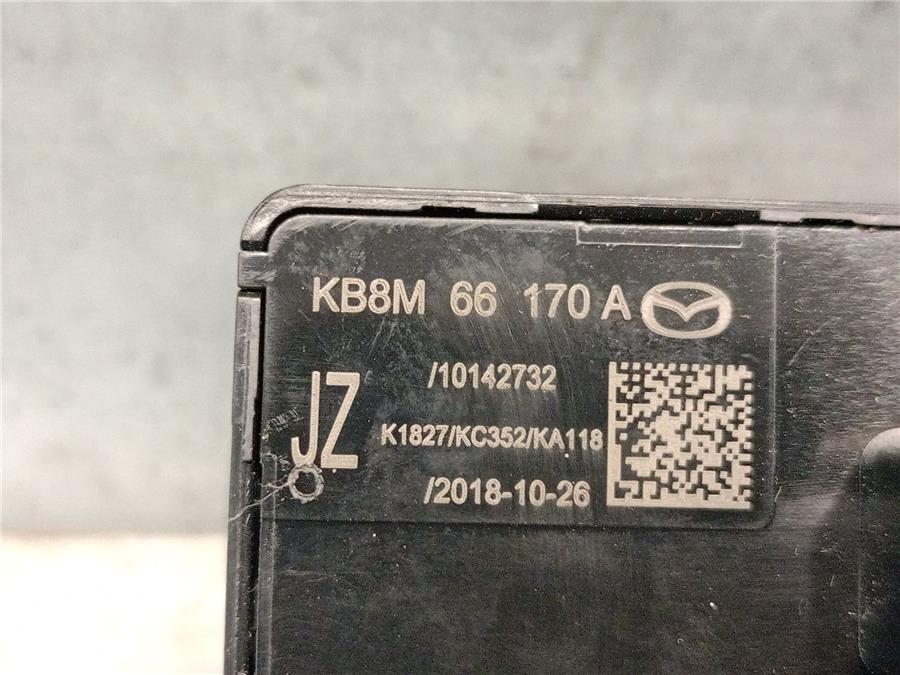 KB8M 66 170 A
/10142732
JZ
K1827/KC352/KA118
/2018-10-26